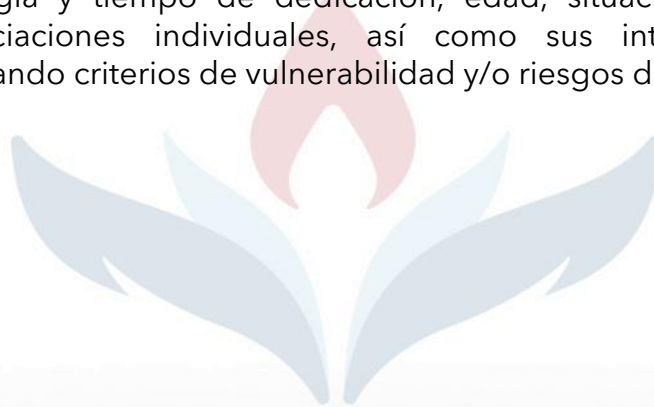 gía y tiempo de dedicación, edad, situac
ciaciones individuales, así como sus int
ando criterios de vulnerabilidad y/o riesgos d